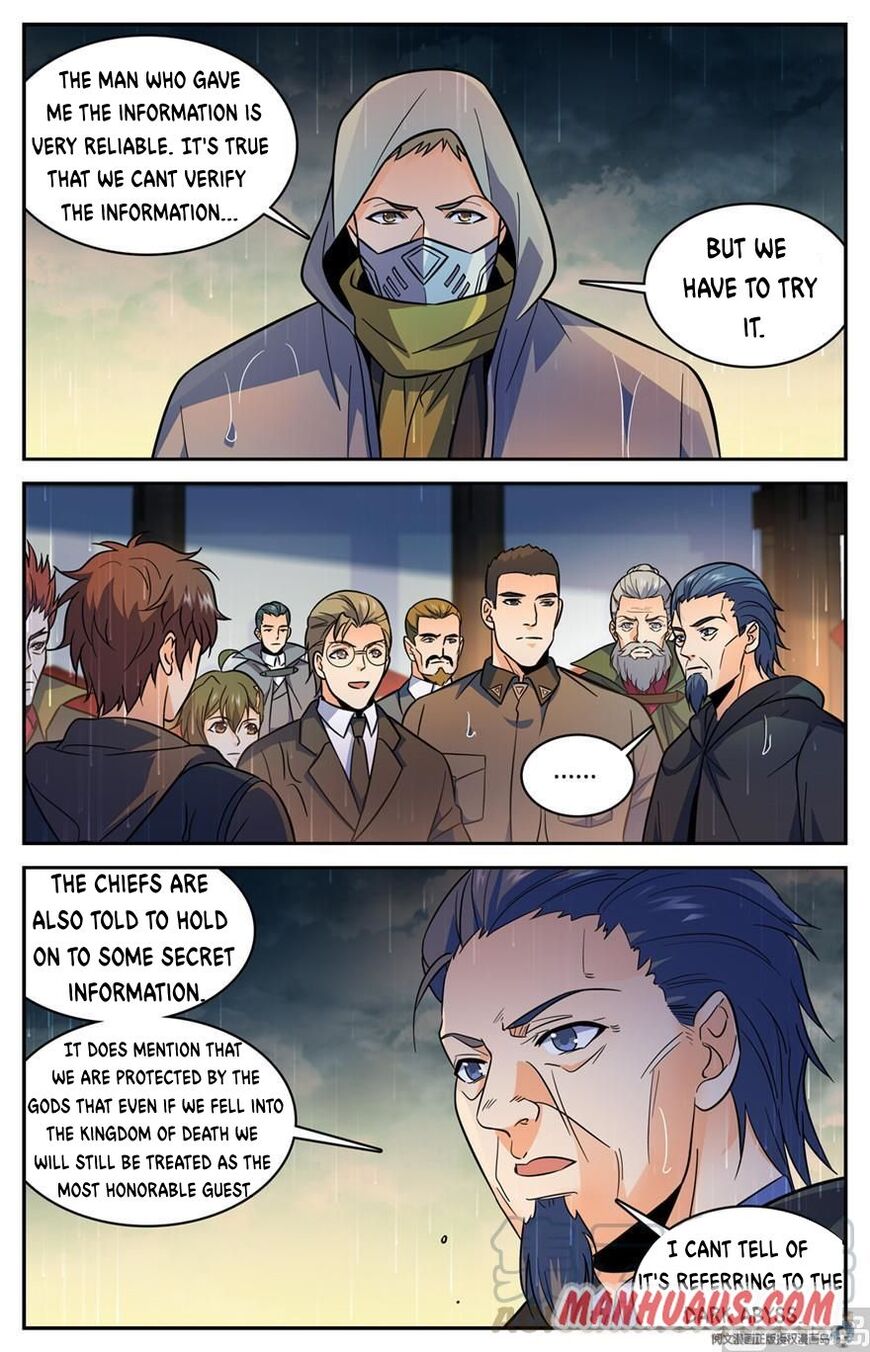 THE MAN WHO GAVE
ME THE INFORMATION IS
VERY RELIABLE. IT'S TRUE
THAT WE CANT VERIFY
THE INFORMATION...
BUT WE
HAVE TO TRY
IT.
......
THE CHIEFS ARE
ALSO TOLD TO HOLD
ON TO SOME SECRET
INFORMATION.
IT DOES MENTION THAT
WE ARE PROTECTED BY THE
GODS THAT EVEN IF WE FELL INTO
THE KINGDOM OF DEATH WE
WILL STILL BE TREATED AS THE
MOST HONORABLE GUEST
I CANT TELL OF
IT'S REFERRING TO THE
DARK ABYSS
MANHUAUS.COM